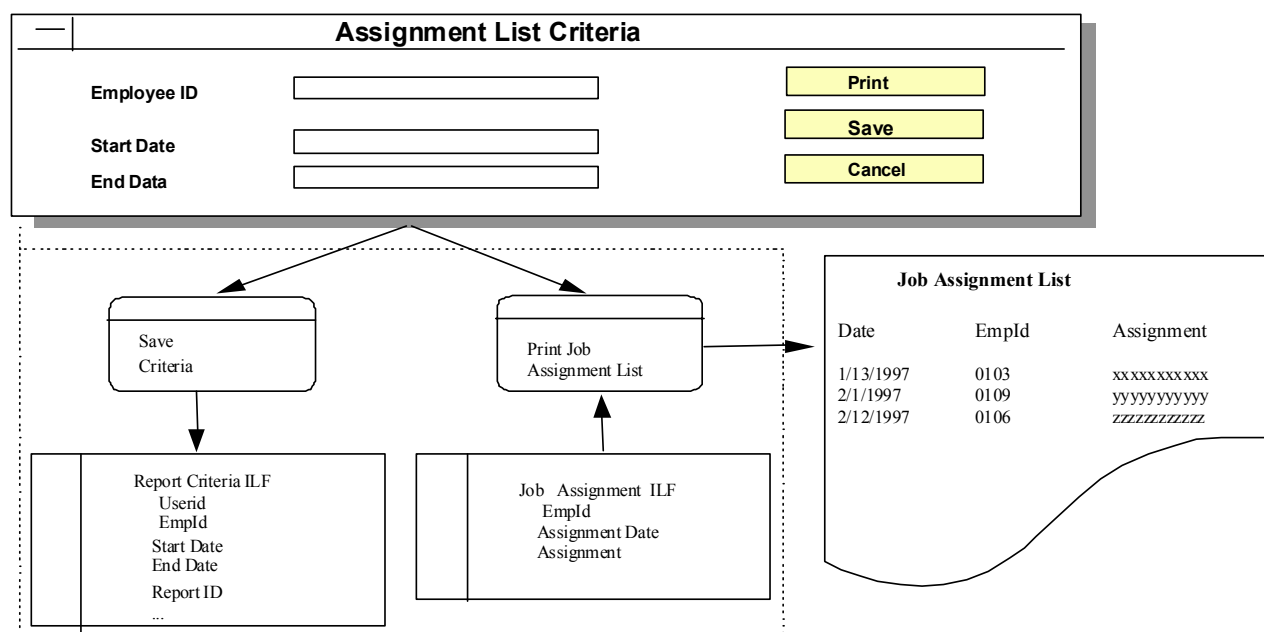 Assignment List Criteria
Employee ID
Print
Start Date
Save
End Data
Cancel
Save
Criteria
Print Job
Assignment List
Report Criteria ILF
Userid
EmpId
Start Date
End Date
Report ID
...
Job Assignment ILF
EmpId
Assignment Date
Assignment
Job Assignment List
Date EmpId Assignment
1/13/1997 0103 xxxxxxxxxxx
2/1/1997 0109 yyyyyyyyyyy
2/12/1997 0106 zzzzzzzzzzzz